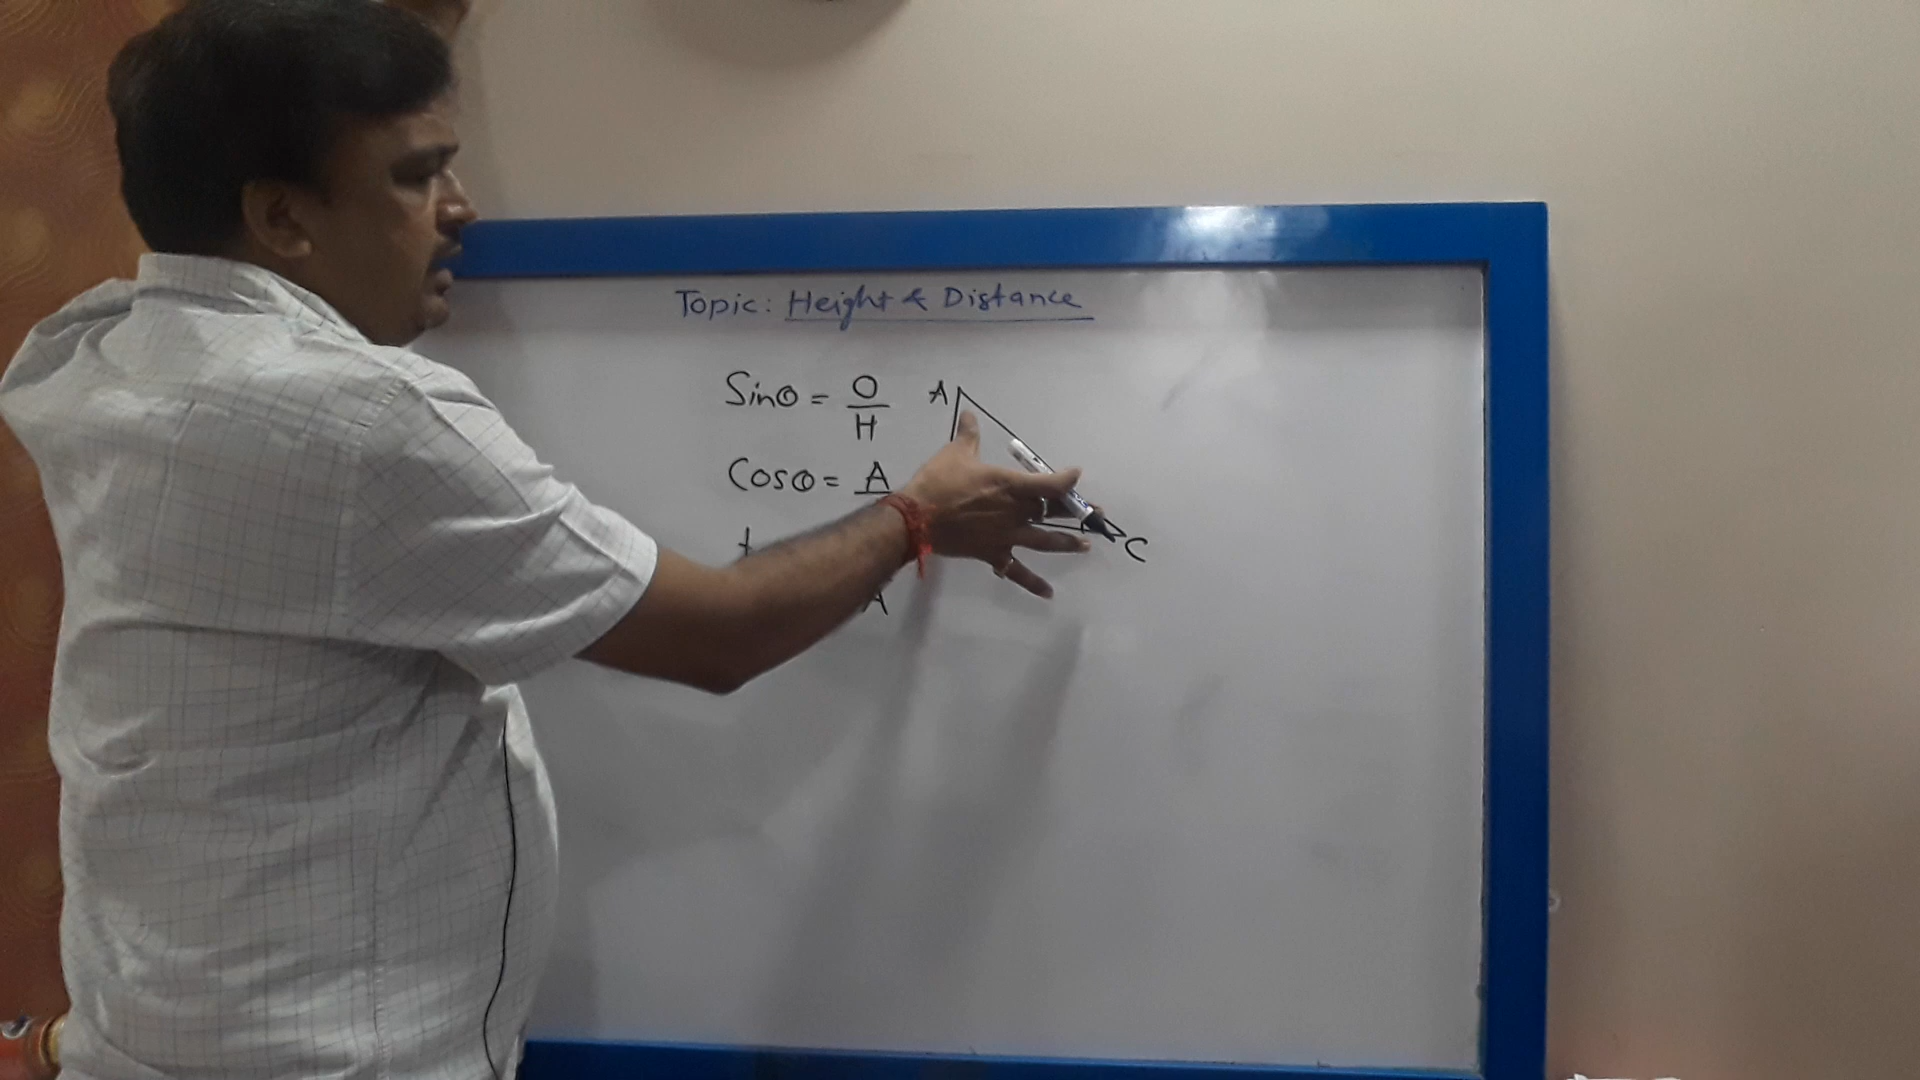 Topic: Height & Distance
Sinθ = O/H
A
Cosθ = A
t
A
C